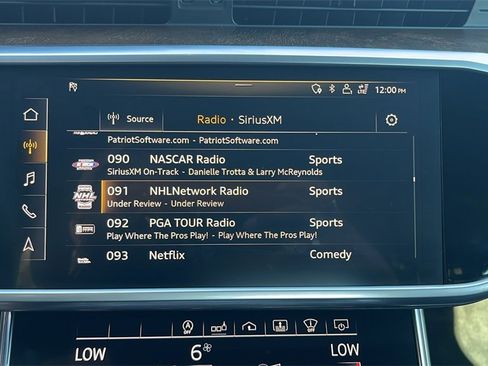 12:00 PM
Source
Radio · SiriusXM
PatriotSoftware.com - PatriotSoftware.com
090 NASCAR Radio Sports
SiriusXM On-Track - Danielle Trotta & Larry McReynolds
091 NHLNetwork Radio Sports
Under Review - Under Review
092 PGA TOUR Radio Sports
Play Where The Pros Play! - Play Where The Pros Play!
093 Netflix Comedy
LOW 6 LOW